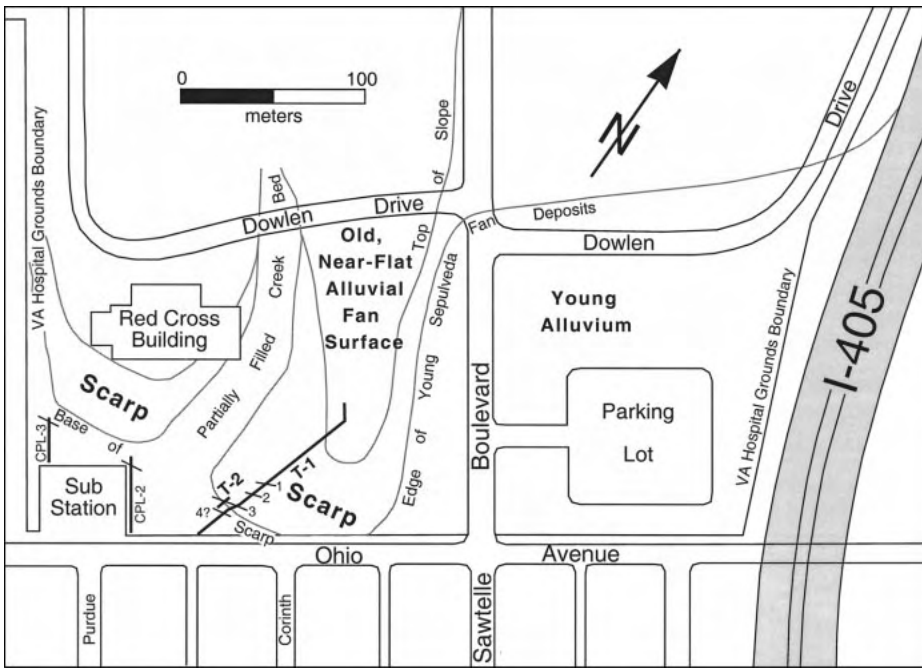 0 100
meters
N
VA Hospital Grounds Boundary
Top of Slope
Drive
Bed
Dowlen Drive
Fan Deposits
Dowlen
Old,
Near-Flat
Alluvial
Fan
Surface
Creek
Filled
Partially
Edge of Young Sepulveda
Young
Alluvium
I-405
VA Hospital Grounds Boundary
Red Cross
Building
Scarp
Base of
Scarp
Boulevard
Parking
Lot
CPL-3
Sub
Station
CPL-2
T-2
T-1
1
2
3
4?
Scarp
Ohio Avenue
Purdue
Corinth
Sawtelle